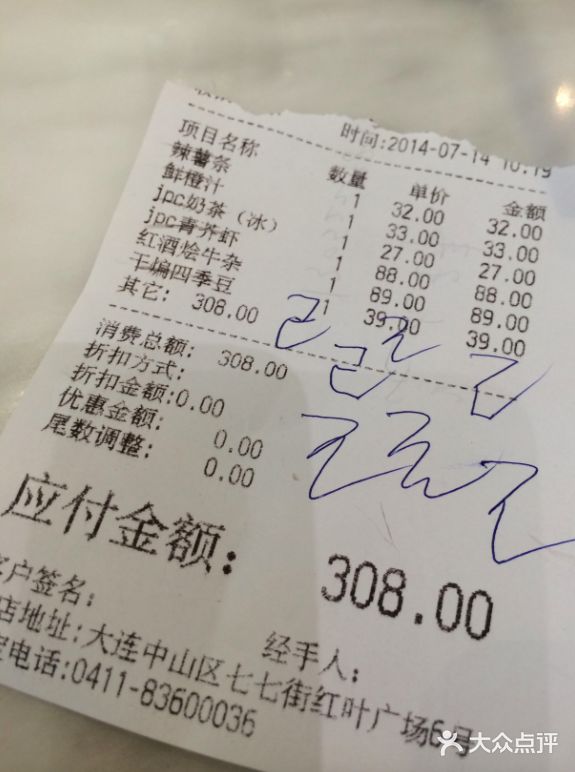 时间:2014-07-14 10:19
项目名称 数量 单价 金额
辣薯条 1 32.00 32.00
鲜橙汁 1 33.00 33.00
jpc奶茶（冰） 1 27.00 27.00
jpc青芥虾 1 88.00 88.00
红酒烩牛杂 1 89.00 89.00
干煸四季豆 1 39.00 39.00
其它: 308.00
消费总额: 308.00
折扣方式:
折扣金额:0.00
优惠金额: 0.00
尾数调整: 0.00
应付金额: 308.00
客户签名: 经手人:
店地址:大连中山区七七街红叶广场6号
电话:0411-83600036
大众点评